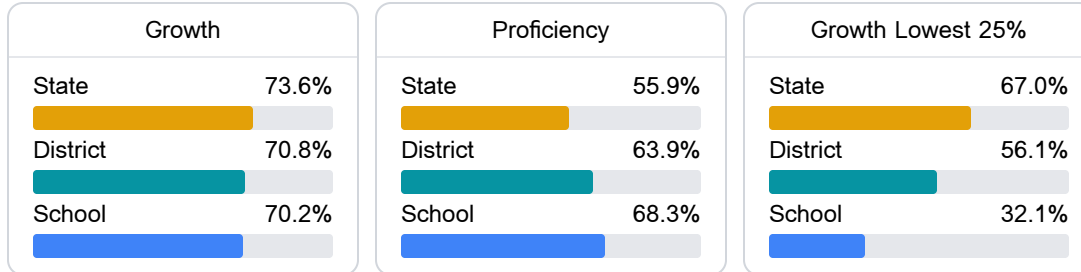 Growth
State 73.6%
District 70.8%
School 70.2%
Proficiency
State 55.9%
District 63.9%
School 68.3%
Growth Lowest 25%
State 67.0%
District 56.1%
School 32.1%